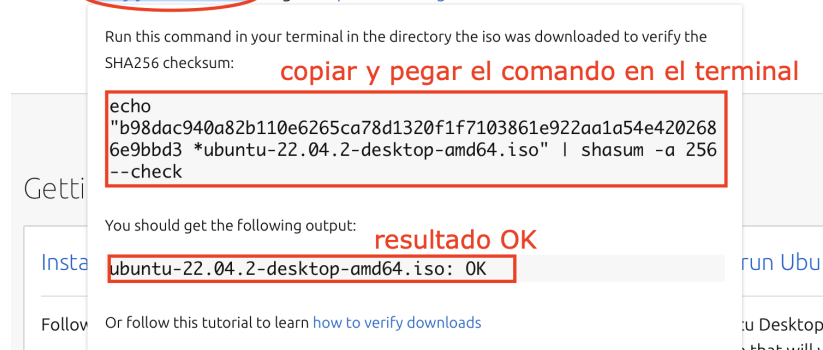 Run this command in your terminal in the directory the iso was downloaded to verify the
SHA256 checksum:
copiar y pegar el comando en el terminal
echo
"b98dac940a82b110e6265ca78d1320f1f7103861e922aa1a54e420268
6e9bbd3 *ubuntu-22.04.2-desktop-amd64.iso" | shasum -a 256
--check
Getti
You should get the following output:
resultado OK
Insta
run Ubu
ubuntu-22.04.2-desktop-amd64.iso: OK
Follow
Or follow this tutorial to learn how to verify downloads
tu Desktop
that will